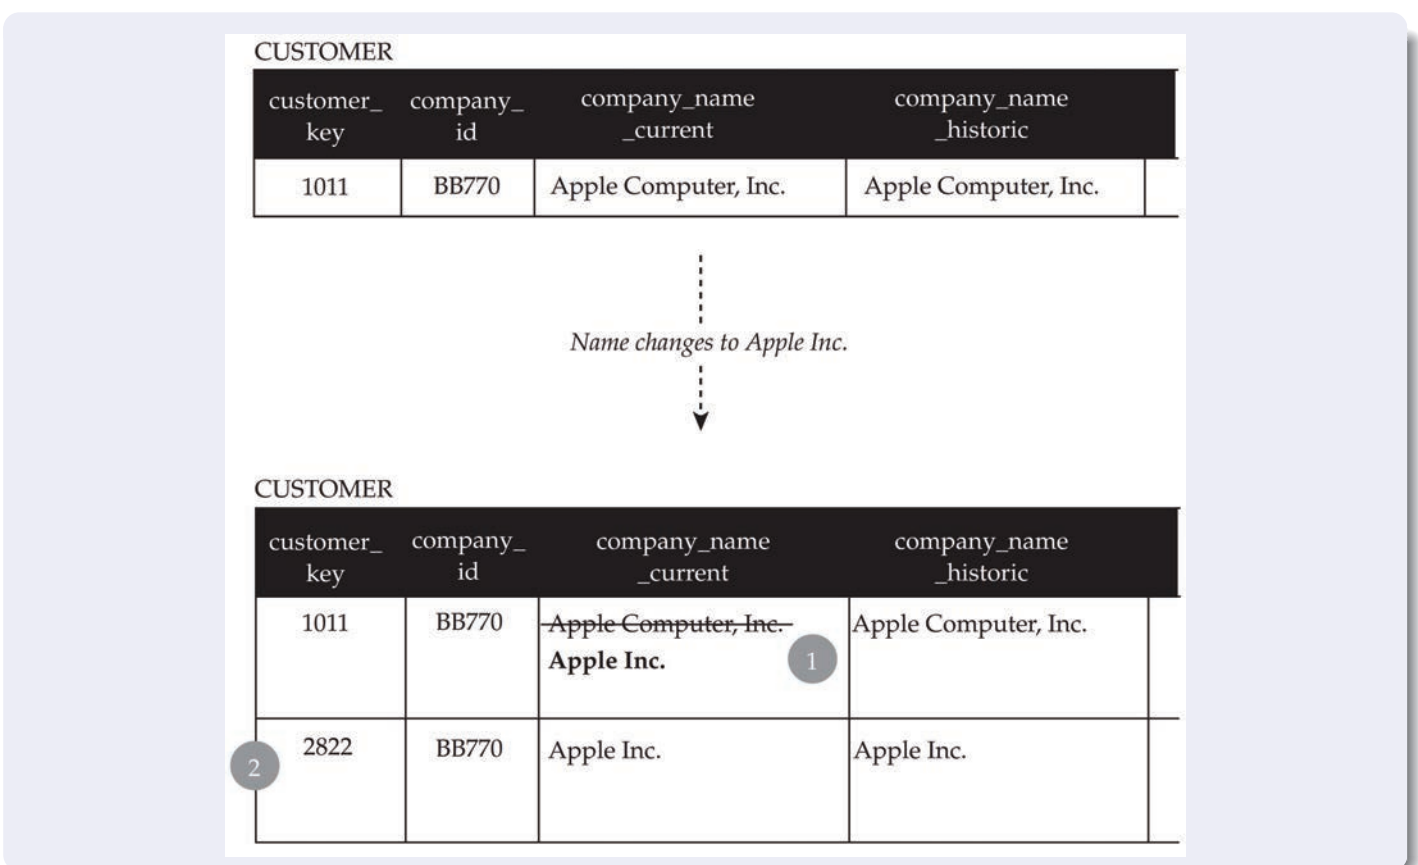 CUSTOMER
customer_ company_ company_name company_name
key id _current _historic
1011 BB770 Apple Computer, Inc. Apple Computer, Inc.
Name changes to Apple Inc.
CUSTOMER
customer_ company_ company_name company_name
key id _current _historic
1011 BB770 Apple Computer, Inc. Apple Computer, Inc.
Apple Inc. 1
2822 BB770 Apple Inc. Apple Inc.
2